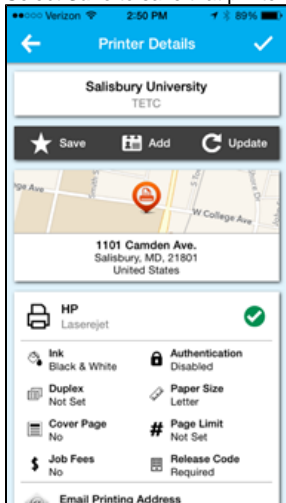 Verizon 2:50 PM 89%
Printer Details
Salisbury University
TETC
Save Add Update
W College Ave
1101 Camden Ave.
Salisbury, MD, 21801
United States
HP
Laserejet
Ink Authentication
Black & White Disabled
Duplex Paper Size
Not Set Letter
Cover Page Page Limit
No Not Set
Job Fees Release Code
No Required
Email Printing Address